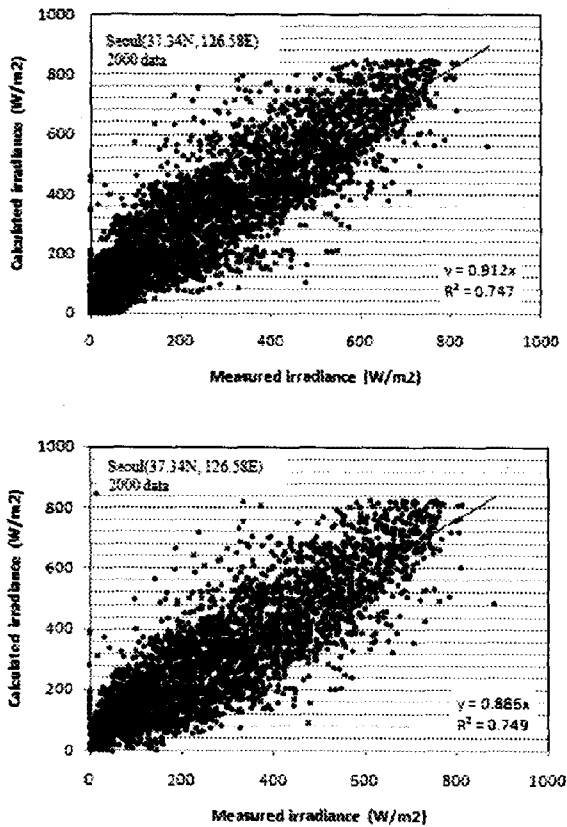 1000
800
600
400
200
0
Calculated irradiance (W/m2)
Seoul(37.34N, 126.58E)
2000 data
y = 0.912x
R² = 0.747
0 200 400 600 800 1000
Measured irradiance (W/m2)
1000
800
600
400
200
0
Calculated irradiance (W/m2)
Seoul(37.34N, 126.58E)
2000 data
y = 0.885x
R² = 0.749
0 200 400 600 800 1000
Measured irradiance (W/m2)